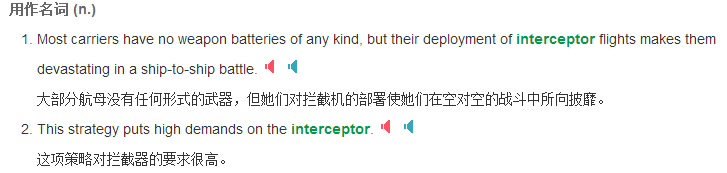 用作名词 (n.)
1. Most carriers have no weapon batteries of any kind, but their deployment of interceptor flights makes them
devastating in a ship-to-ship battle.
大部分航母没有任何形式的武器，但她们对拦截机的部署使她们在空对空的战斗中所向披靡。
2. This strategy puts high demands on the interceptor.
这项策略对拦截器的要求很高。